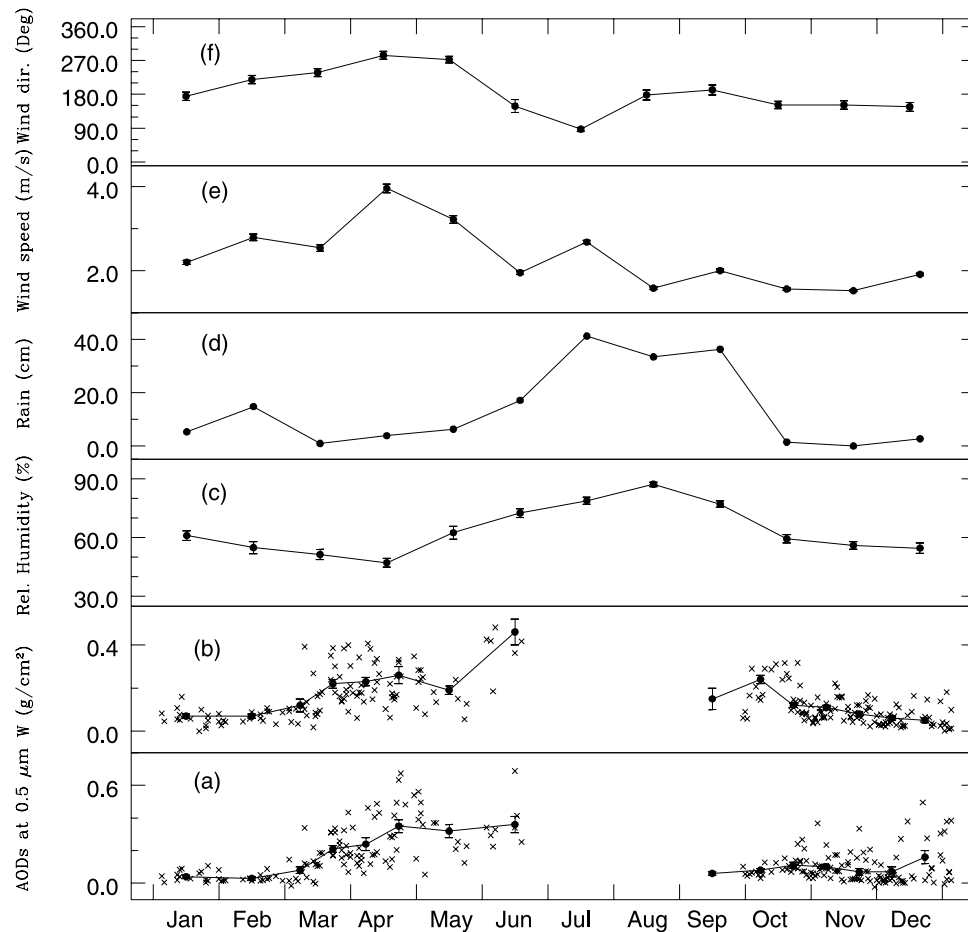 360.0
270.0
180.0
90.0
0.0
Wind dir. (Deg)
(f)
4.0
2.0
Wind speed (m/s)
(e)
40.0
20.0
0.0
Rain (cm)
(d)
90.0
60.0
30.0
Rel. Humidity (%)
(c)
0.4
0.0
W (g/cm²)
(b)
0.6
0.0
AODs at 0.5 μm
(a)
Jan Feb Mar Apr May Jun Jul Aug Sep Oct Nov Dec